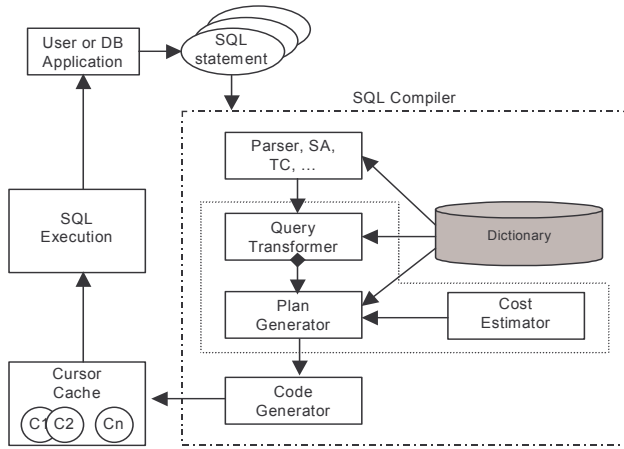 User or DB
Application
SQL
statement
SQL Compiler
Parser, SA,
TC, ...
SQL
Execution
Query
Transformer
Dictionary
Plan
Generator
Cost
Estimator
Cursor
Cache
C1 C2 Cn
Code
Generator